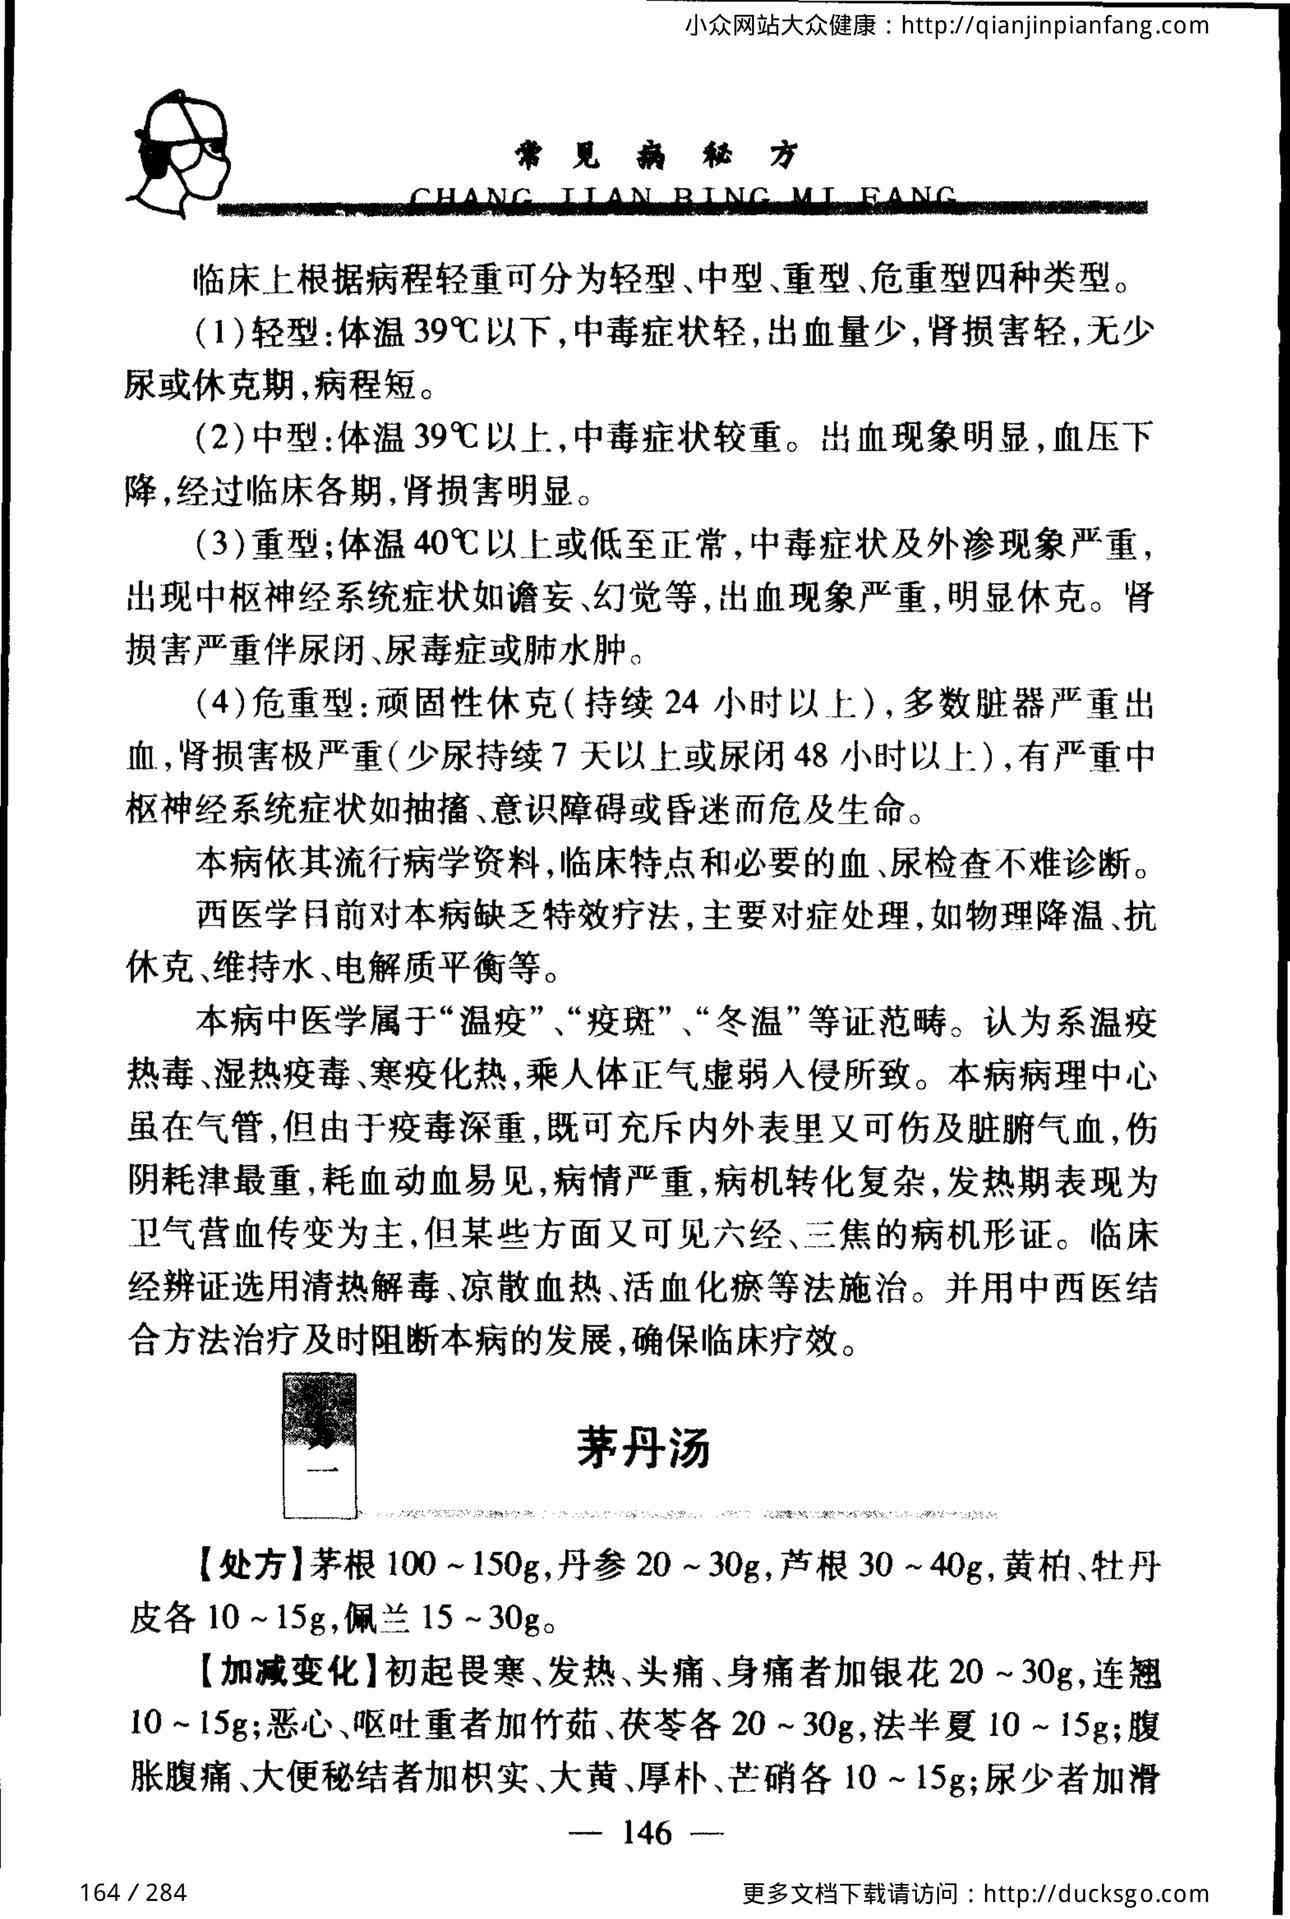 小众网站大众健康：http://qianjinpianfang.com
常见病秘方
CHANG JIAN BING MI FANG
临床上根据病程轻重可分为轻型、中型、重型、危重型四种类型。
(1)轻型:体温39℃以下,中毒症状轻,出血量少,肾损害轻,无少
尿或休克期,病程短。
(2)中型:体温39℃以上,中毒症状较重。出血现象明显,血压下
降,经过临床各期,肾损害明显。
(3)重型;体温40℃以上或低至正常,中毒症状及外渗现象严重,
出现中枢神经系统症状如谵妄、幻觉等,出血现象严重,明显休克。肾
损害严重伴尿闭、尿毒症或肺水肿。
(4)危重型:顽固性休克(持续24小时以上),多数脏器严重出
血,肾损害极严重(少尿持续7天以上或尿闭48小时以上),有严重中
枢神经系统症状如抽搐、意识障碍或昏迷而危及生命。
本病依其流行病学资料,临床特点和必要的血、尿检查不难诊断。
西医学目前对本病缺乏特效疗法,主要对症处理,如物理降温、抗
休克、维持水、电解质平衡等。
本病中医学属于“温疫”、“疫斑”、“冬温”等证范畴。认为系温疫
热毒、湿热疫毒、寒疫化热,乘人体正气虚弱入侵所致。本病病理中心
虽在气管,但由于疫毒深重,既可充斥内外表里又可伤及脏腑气血,伤
阴耗津最重,耗血动血易见,病情严重,病机转化复杂,发热期表现为
卫气营血传变为主,但某些方面又可见六经、三焦的病机形证。临床
经辨证选用清热解毒、凉散血热、活血化瘀等法施治。并用中西医结
合方法治疗及时阻断本病的发展,确保临床疗效。
一
茅丹汤
【处方】茅根100~150g,丹参20~30g,芦根30~40g,黄柏、牡丹
皮各10~15g,佩兰15~30g。
【加减变化】初起畏寒、发热、头痛、身痛者加银花20~30g,连翘
10~15g;恶心、呕吐重者加竹茹、茯苓各20~30g,法半夏10~15g;腹
胀腹痛、大便秘结者加枳实、大黄、厚朴、芒硝各10~15g;尿少者加滑
— 146 —
164 / 284
更多文档下载请访问：http://ducksgo.com